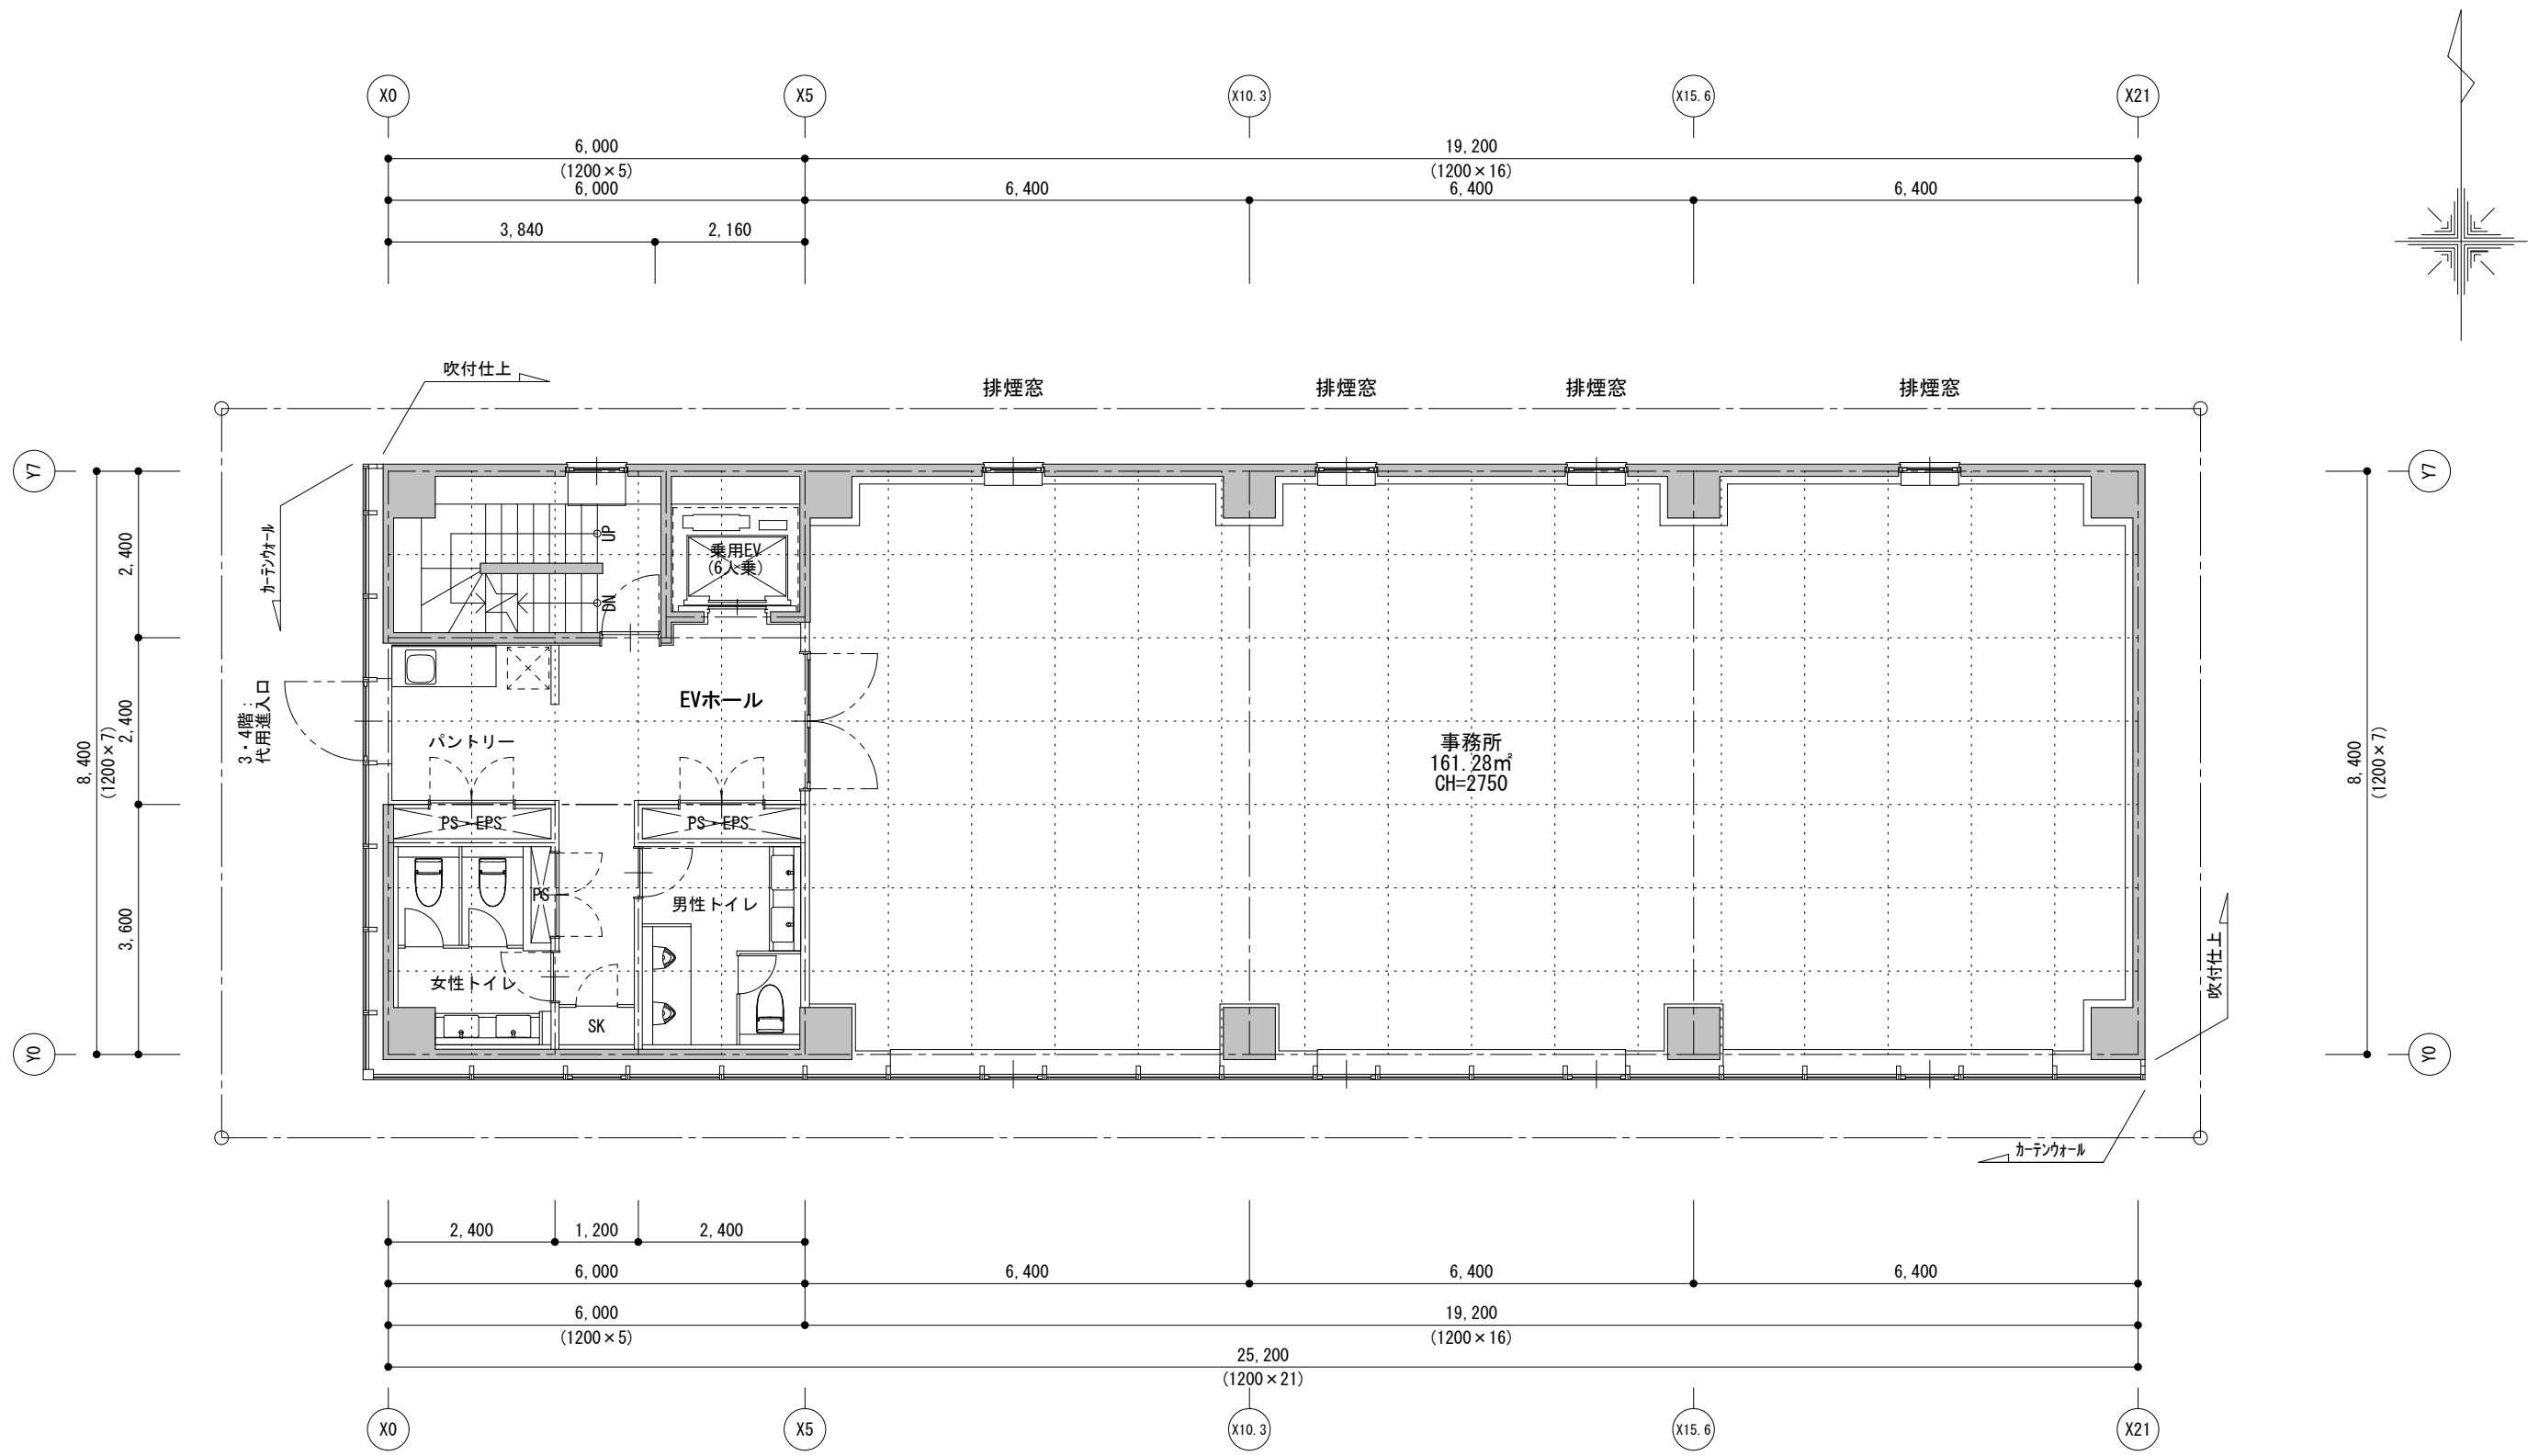 X0
X5
X10.3
X15.6
X21
6,000
(1200×5)
19,200
(1200×16)
6,000
6,400
6,400
6,400
3,840
2,160
吹付仕上
排煙窓
排煙窓
排煙窓
排煙窓
Y7
Y7
カーテンウォール
2,400
UP
DN
乗用EV
(6人乗)
3・4階：
代用進入口
EVホール
パントリー
8,400
(1200×7)
2,400
事務所
161.28㎡
CH=2750
8,400
(1200×7)
PS・EPS
PS・EPS
PS
3,600
男性トイレ
女性トイレ
SK
吹付仕上
Y0
Y0
カーテンウォール
2,400
1,200
2,400
6,000
6,400
6,400
6,400
6,000
(1200×5)
19,200
(1200×16)
25,200
(1200×21)
X0
X5
X10.3
X15.6
X21